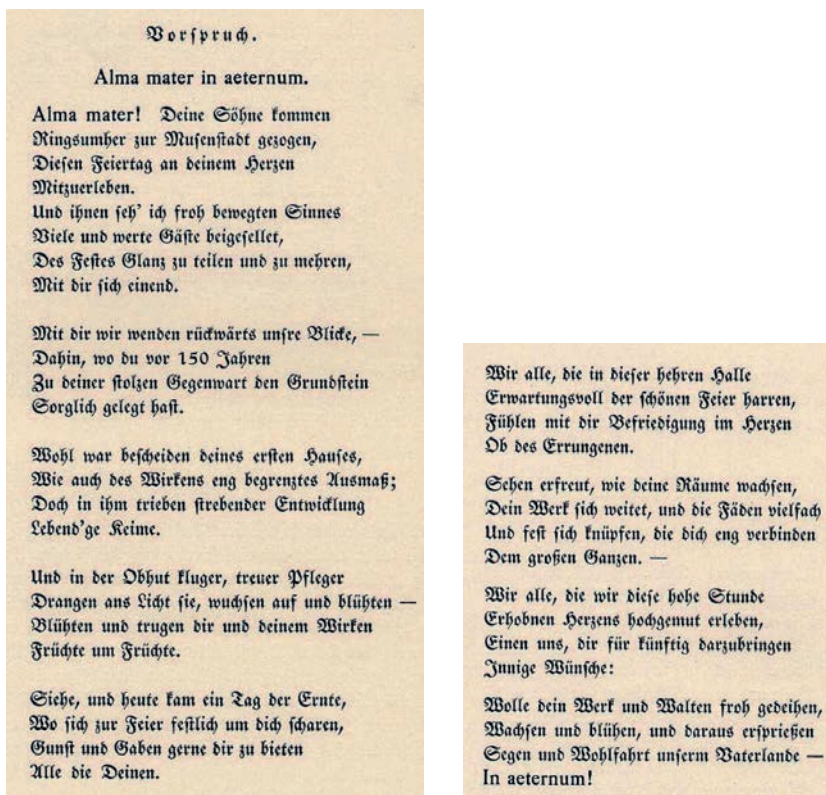 Vorspruch.
Alma mater in aeternum.
Alma mater! Deine Söhne kommen
Ringsumher zur Musenstadt gezogen,
Diesen Feiertag an deinem Herzen
Mitzuerleben.
Und ihnen seh' ich froh bewegten Sinnes
Viele und werte Gäste beigesellet,
Des Festes Glanz zu teilen und zu mehren,
Mit dir sich einend.
Mit dir wir wenden rückwärts unsre Blicke, —
Dahin, wo du vor 150 Jahren
Zu deiner stolzen Gegenwart den Grundstein
Sorglich gelegt hast.
Wohl war bescheiden deines ersten Hauses,
Wie auch des Wirkens eng begrenztes Ausmaß;
Doch in ihm trieben strebender Entwicklung
Lebend'ge Keime.
Und in der Obhut kluger, treuer Pfleger
Drangen ans Licht sie, wuchsen auf und blühten —
Blühten und trugen dir und deinem Wirken
Früchte um Früchte.
Siehe, und heute kam ein Tag der Ernte,
Wo sich zur Feier festlich um dich scharen,
Gunst und Gaben gerne dir zu bieten
Alle die Deinen.
Wir alle, die in dieser hehren Halle
Erwartungsvoll der schönen Feier harren,
Fühlen mit dir Befriedigung im Herzen
Ob des Errungenen.
Sehen erfreut, wie deine Räume wachsen,
Dein Werk sich weitet, und die Fäden vielfach
Und fest sich knüpfen, die dich eng verbinden
Dem großen Ganzen. —
Wir alle, die wir diese hohe Stunde
Erhobnen Herzens hochgemut erleben,
Einen uns, dir für künftig darzubringen
Innige Wünsche:
Wolle dein Werk und Walten froh gedeihen,
Wachsen und blühen, und daraus ersprießen
Segen und Wohlfahrt unserm Vaterlande —
In aeternum!